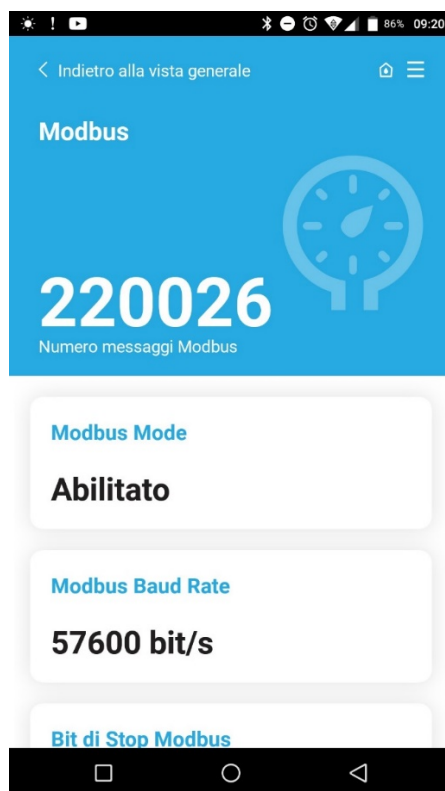 ! 86% 09:20
Indietro alla vista generale
Modbus
220026
Numero messaggi Modbus
Modbus Mode
Abilitato
Modbus Baud Rate
57600 bit/s
Bit di Stop Modbus